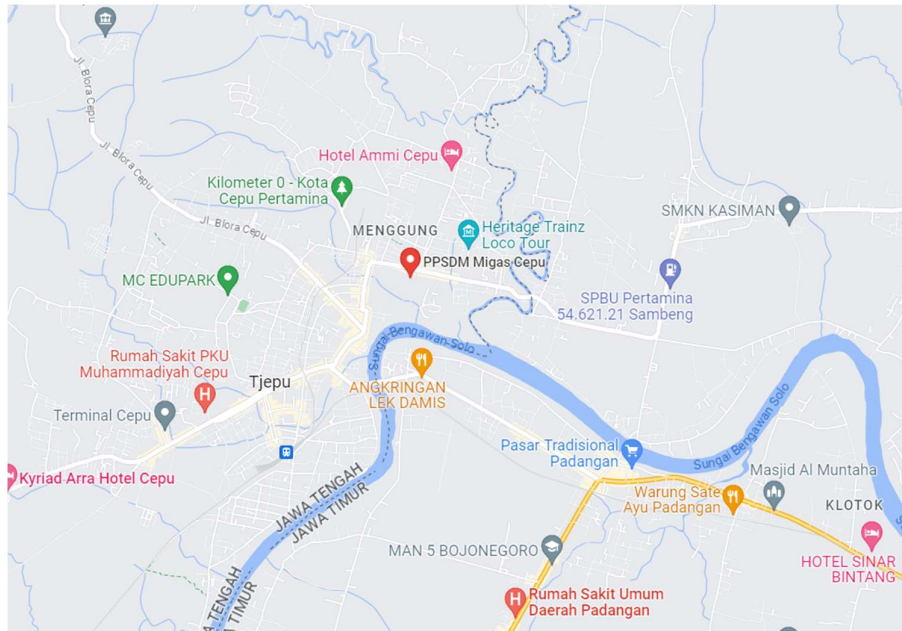 Jl. Blora Cepu
Jl. Blora Cepu
Jl. Blora Cepu
Hotel Ammi Cepu
Kilometer 0 - Kota
Cepu Pertamina
SMKN KASIMAN
MENGGUNG
Heritage Trainz
Loco Tour
PPSDM Migas Cepu
MC EDUPARK
SPBU Pertamina
54.621.21 Sambeng
Sungai Bengawan Solo
Rumah Sakit PKU
Muhammadiyah Cepu
Tjepu
ANGKRINGAN
LEK DAMIS
Terminal Cepu
Sungai Bengawan Solo
Pasar Tradisional
Padangan
Kyriad Arra Hotel Cepu
Masjid Al Muntaha
Warung Sate
Ayu Padangan
KLOTOK
JAWA TENGAH
JAWA TIMUR
MAN 5 BOJONEGORO
HOTEL SINAR
BINTANG
Rumah Sakit Umum
Daerah Padangan
TENGAH
TIMUR